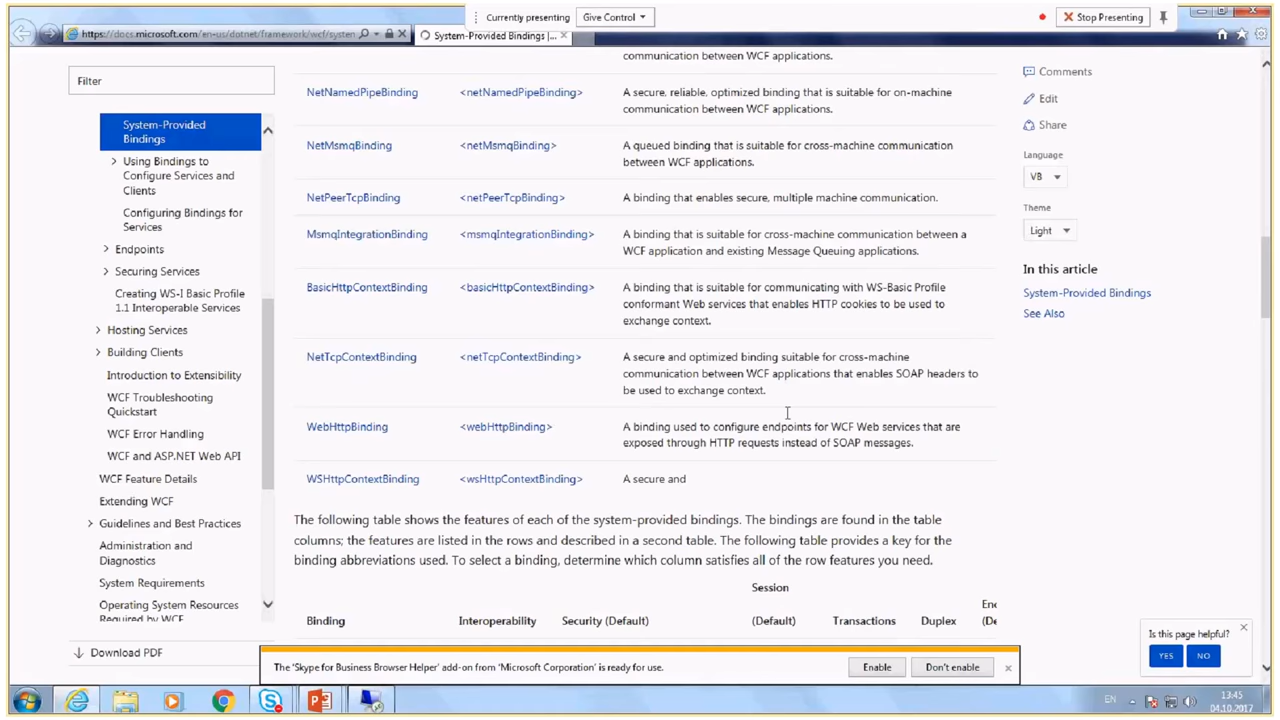 Currently presenting
Give Control
Stop Presenting
https://docs.microsoft.com/en-us/dotnet/framework/wcf/system
System-Provided Bindings |...
Filter
System-Provided
Bindings
Using Bindings to
Configure Services and
Clients
Configuring Bindings for
Services
Endpoints
Securing Services
Creating WS-I Basic Profile
1.1 Interoperable Services
Hosting Services
Building Clients
Introduction to Extensibility
WCF Troubleshooting
Quickstart
WCF Error Handling
WCF and ASP.NET Web API
WCF Feature Details
Extending WCF
Guidelines and Best Practices
Administration and
Diagnostics
System Requirements
Operating System Resources
Required by WCF
Download PDF
communication between WCF applications.
NetNamedPipeBinding <netNamedPipeBinding> A secure, reliable, optimized binding that is suitable for on-machine
communication between WCF applications.
NetMsmqBinding <netMsmqBinding> A queued binding that is suitable for cross-machine communication
between WCF applications.
NetPeerTcpBinding <netPeerTcpBinding> A binding that enables secure, multiple machine communication.
MsmqIntegrationBinding <msmqIntegrationBinding> A binding that is suitable for cross-machine communication between a
WCF application and existing Message Queuing applications.
BasicHttpContextBinding <basicHttpContextBinding> A binding that is suitable for communicating with WS-Basic Profile
conformant Web services that enables HTTP cookies to be used to
exchange context.
NetTcpContextBinding <netTcpContextBinding> A secure and optimized binding suitable for cross-machine
communication between WCF applications that enables SOAP headers to
be used to exchange context.
WebHttpBinding <webHttpBinding> A binding used to configure endpoints for WCF Web services that are
exposed through HTTP requests instead of SOAP messages.
WSHttpContextBinding <wsHttpContextBinding> A secure and
The following table shows the features of each of the system-provided bindings. The bindings are found in the table
columns; the features are listed in the rows and described in a second table. The following table provides a key for the
binding abbreviations used. To select a binding, determine which column satisfies all of the row features you need.
Session
Enc
Binding Interoperability Security (Default) (Default) Transactions Duplex (De
Comments
Edit
Share
Language
VB
Theme
Light
In this article
System-Provided Bindings
See Also
Is this page helpful?
YES NO
The 'Skype for Business Browser Helper' add-on from 'Microsoft Corporation' is ready for use.
Enable Don't enable
EN
13:45
04.10.2017